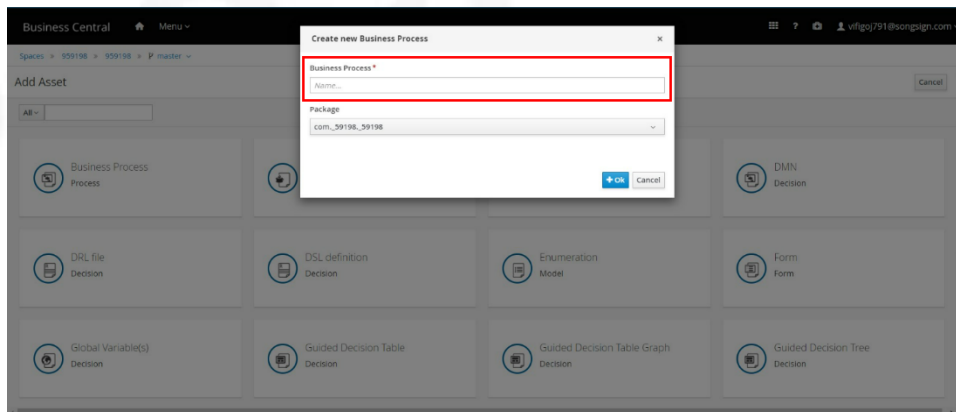 Business Central Menu ? vifigoj791@songsign.com
Spaces » 959198 » 959198 » master
Add Asset
Cancel
All
Create new Business Process ×
Business Process *
Name...
Package
com._59198._59198
+ Ok Cancel
Business Process
Process
DMN
Decision
DRL file
Decision
DSL definition
Decision
Enumeration
Model
Form
Form
Global Variable(s)
Decision
Guided Decision Table
Decision
Guided Decision Table Graph
Decision
Guided Decision Tree
Decision